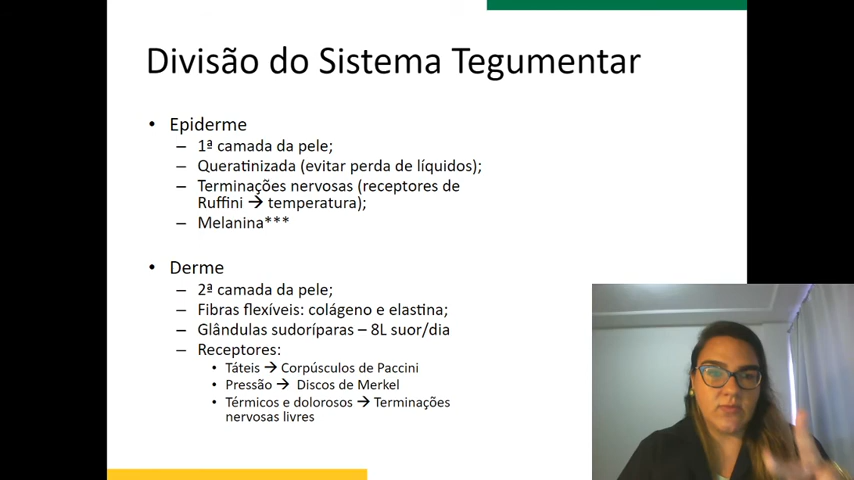 Divisão do Sistema Tegumentar
• Epiderme
– 1ª camada da pele;
– Queratinizada (evitar perda de líquidos);
– Terminações nervosas (receptores de
Ruffini → temperatura);
– Melanina***
• Derme
– 2ª camada da pele;
– Fibras flexíveis: colágeno e elastina;
– Glândulas sudoríparas – 8L suor/dia
– Receptores:
• Táteis → Corpúsculos de Paccini
• Pressão → Discos de Merkel
• Térmicos e dolorosos → Terminações
nervosas livres